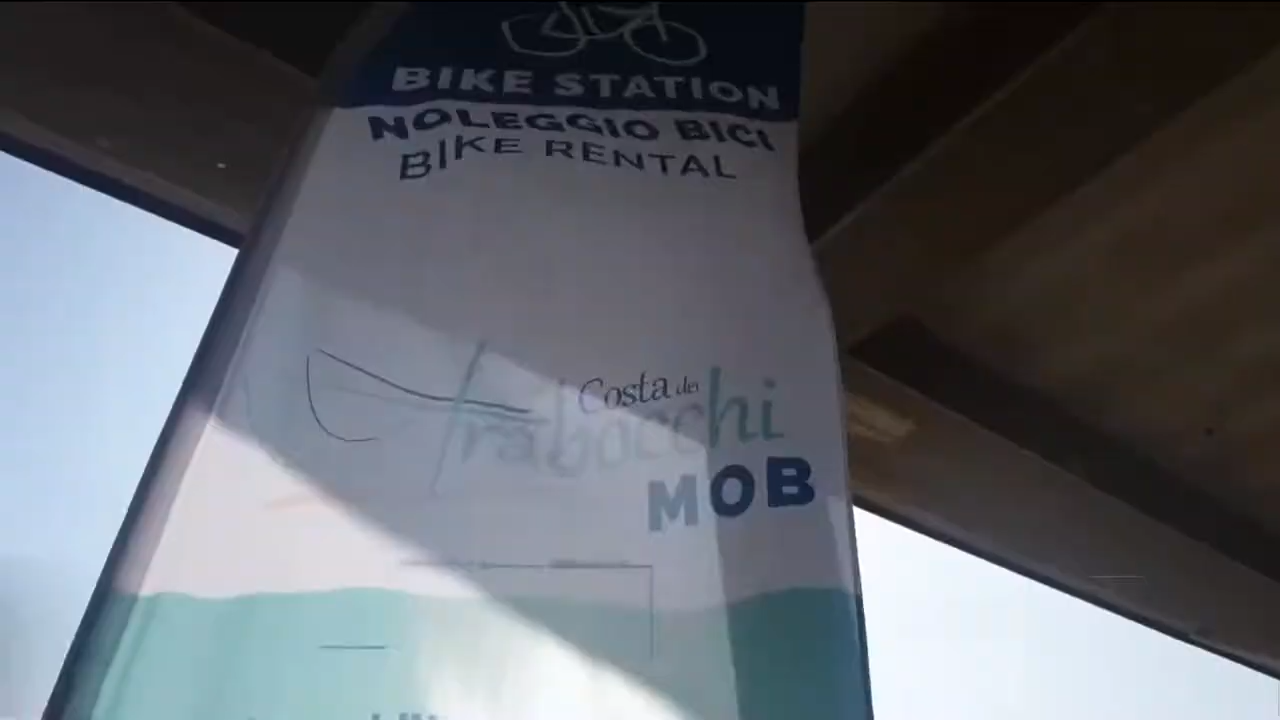 BIKE STATION
NOLEGGIO BICI
BIKE RENTAL
Costa dei
Trabocchi
MOB